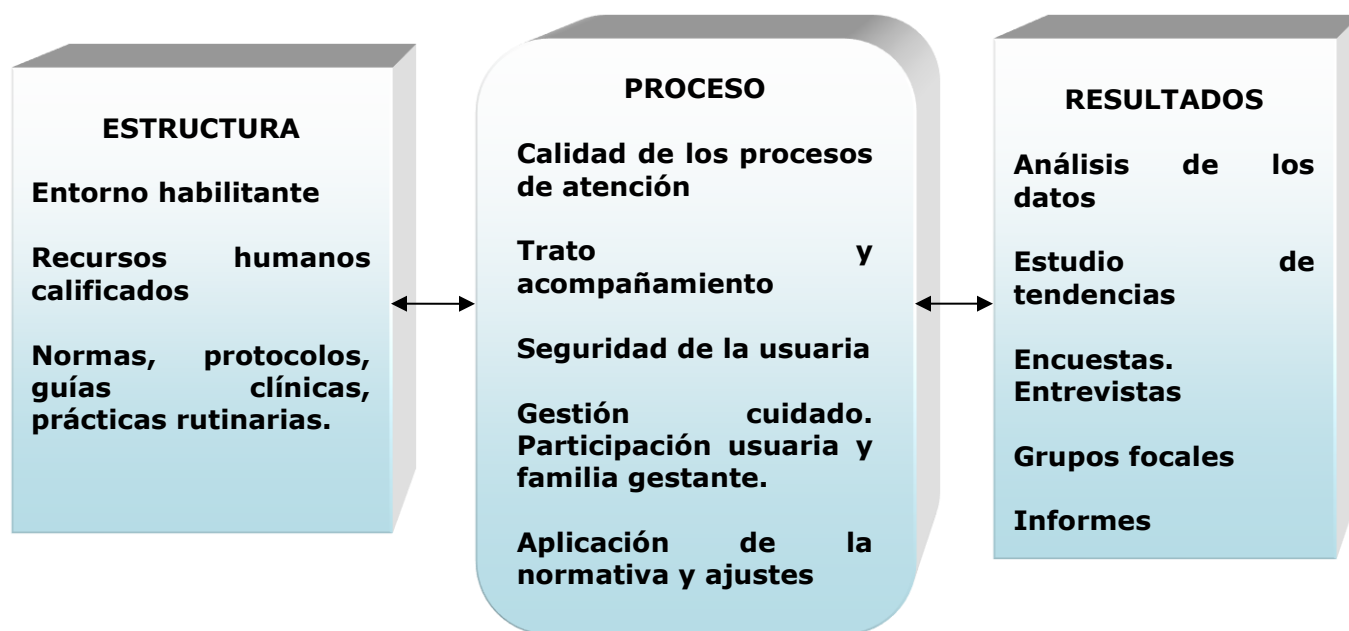 ESTRUCTURA
Entorno habilitante
Recursos humanos
calificados
Normas, protocolos,
guías clínicas,
prácticas rutinarias.
PROCESO
Calidad de los procesos
de atención
Trato y
acompañamiento
Seguridad de la usuaria
Gestión cuidado.
Participación usuaria y
familia gestante.
Aplicación de la
normativa y ajustes
RESULTADOS
Análisis de los
datos
Estudio de
tendencias
Encuestas.
Entrevistas
Grupos focales
Informes